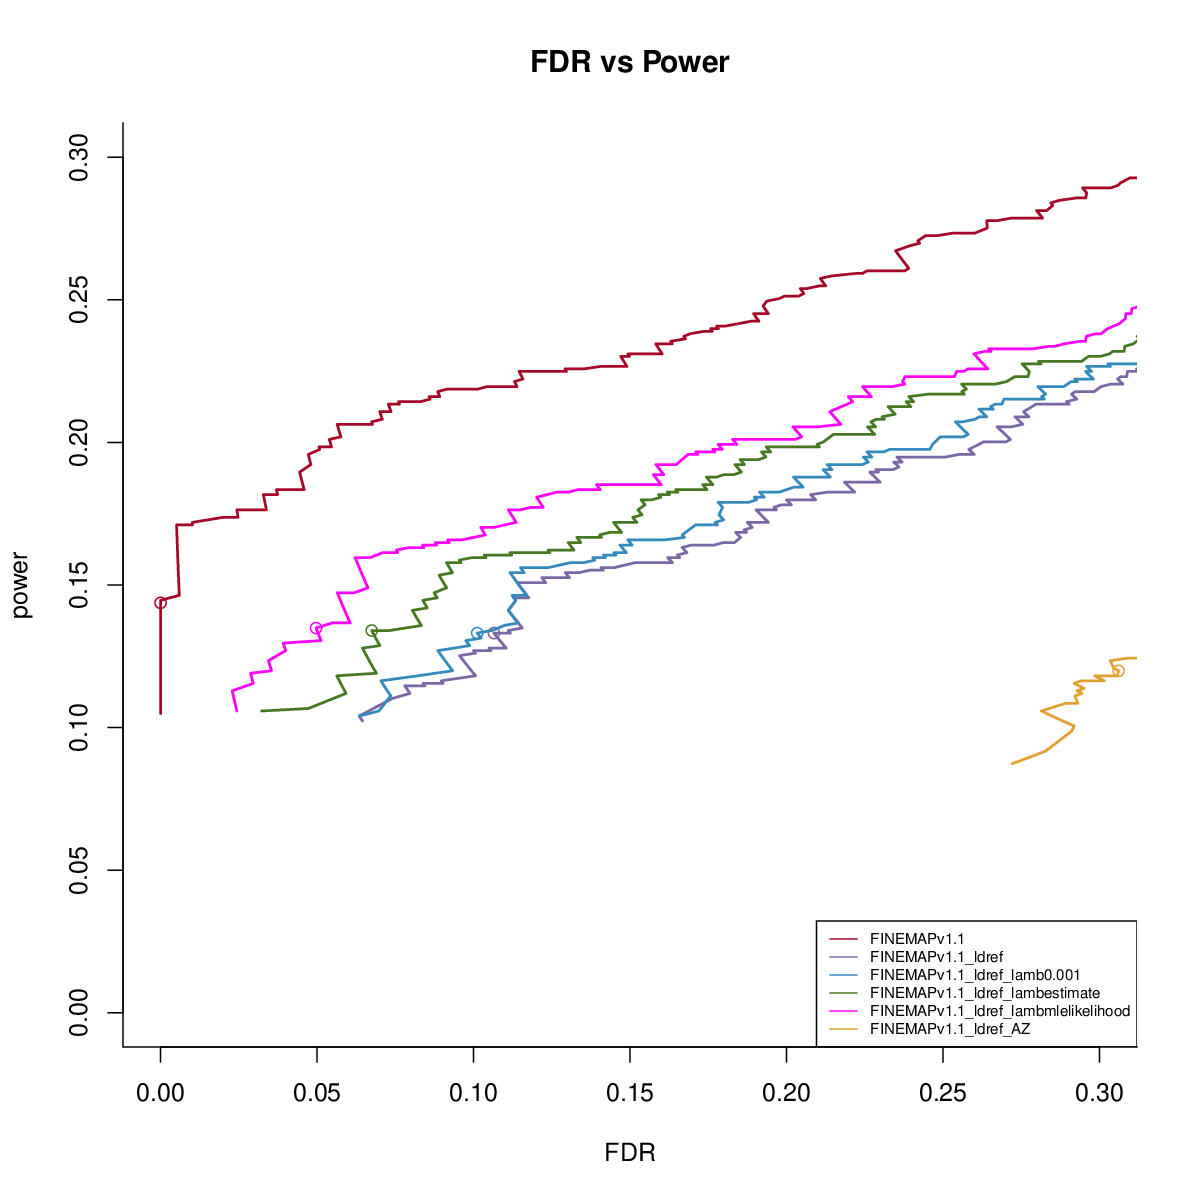 FDR vs Power
power
0.30
0.25
0.20
0.15
0.10
0.05
0.00
FINEMAPv1.1
FINEMAPv1.1_ldref
FINEMAPv1.1_ldref_lamb0.001
FINEMAPv1.1_ldref_lambestimate
FINEMAPv1.1_ldref_lambmlelikelihood
FINEMAPv1.1_ldref_AZ
0.00 0.05 0.10 0.15 0.20 0.25 0.30
FDR